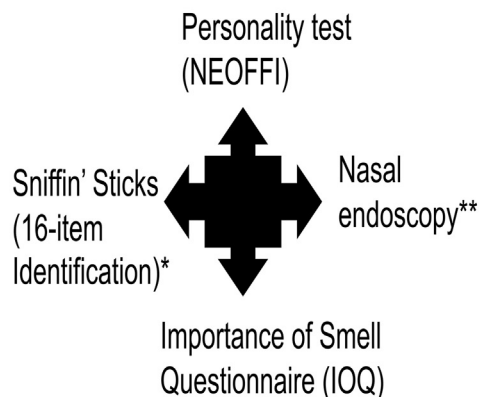 Personality test
(NEOFFI)
Sniffin' Sticks
(16-item
Identification)*
Nasal
endoscopy**
Importance of Smell
Questionnaire (IOQ)